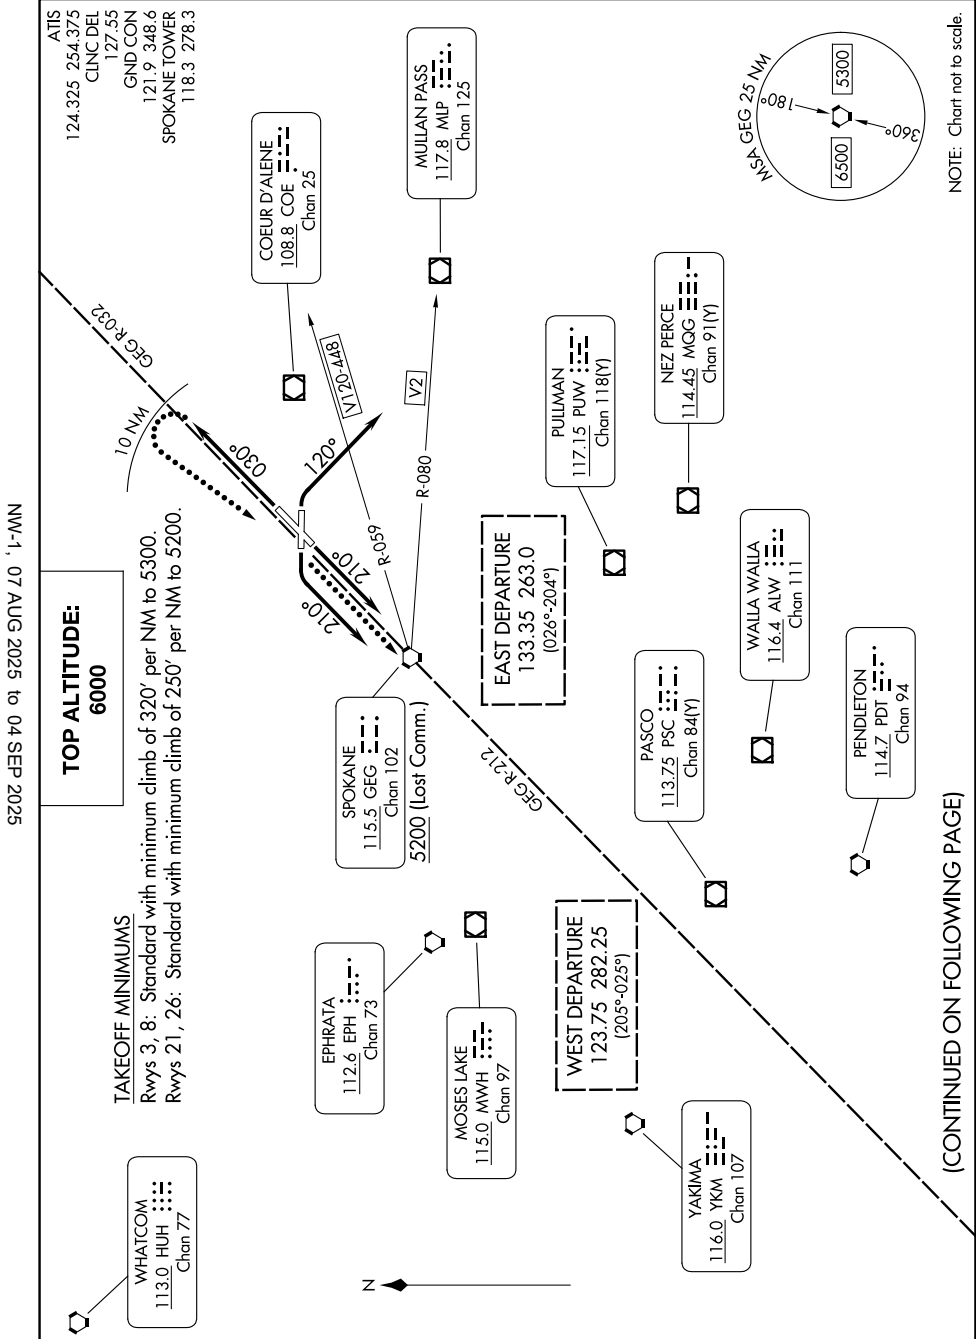 ATIS
124.325 254.375
CLNC DEL
127.55
GND CON
121.9 348.6
SPOKANE TOWER
118.3 278.3
TOP ALTITUDE:
6000
TAKEOFF MINIMUMS
Rwys 3, 8: Standard with minimum climb of 320' per NM to 5300.
Rwys 21, 26: Standard with minimum climb of 250' per NM to 5200.
WHATCOM
113.0 HUH
Chan 77
GEG R-032
10 NM
030°
120°
210°
210°
COEUR D'ALENE
108.8 COE
Chan 25
V120-448
R-059
V2
R-080
MULLAN PASS
117.8 MLP
Chan 125
SPOKANE
115.5 GEG
Chan 102
5200 (Lost Comm.)
EPHRATA
112.6 EPH
Chan 73
MOSES LAKE
115.0 MWH
Chan 97
GEG R-212
EAST DEPARTURE
133.35 263.0
(026°-204°)
WEST DEPARTURE
123.75 282.25
(205°-025°)
PULLMAN
117.15 PUW
Chan 118(Y)
NEZ PERCE
114.45 MQG
Chan 91(Y)
PASCO
113.75 PSC
Chan 84(Y)
WALLA WALLA
116.4 ALW
Chan 111
YAKIMA
116.0 YKM
Chan 107
PENDLETON
114.7 PDT
Chan 94
MSA GEG 25 NM
180°
5300
6500
360°
N
NOTE: Chart not to scale.
(CONTINUED ON FOLLOWING PAGE)
NW-1, 07 AUG 2025 to 04 SEP 2025